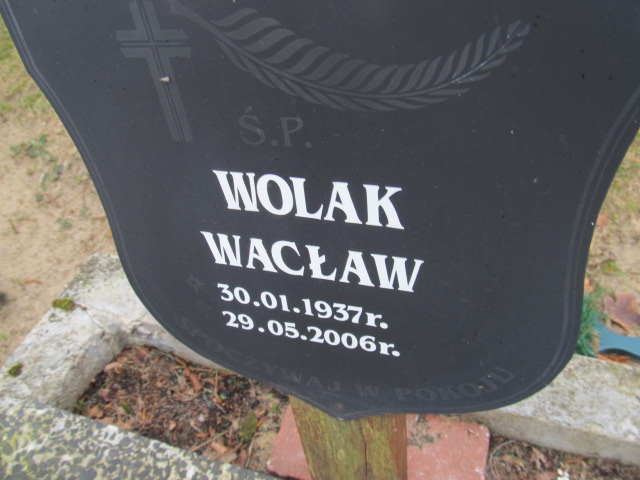 Ś.P.
WOLAK
WACŁAW
30.01.1937r.
29.05.2006r.
SPOCZYWAJ W POKOJU